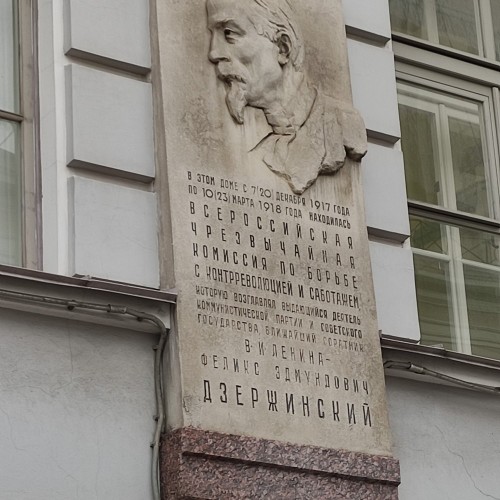 В ЭТОМ ДОМЕ С 7(20) ДЕКАБРЯ 1917 ГОДА
ПО 10(23) МАРТА 1918 ГОДА НАХОДИЛАСЬ
ВСЕРОССИЙСКАЯ
ЧРЕЗВЫЧАЙНАЯ
КОМИССИЯ ПО БОРЬБЕ
С КОНТРРЕВОЛЮЦИЕЙ И САБОТАЖЕМ,
КОТОРУЮ ВОЗГЛАВЛЯЛ ВЫДАЮЩИЙСЯ ДЕЯТЕЛЬ
КОММУНИСТИЧЕСКОЙ ПАРТИИ И СОВЕТСКОГО
ГОСУДАРСТВА, БЛИЖАЙШИЙ СОРАТНИК
В·И·ЛЕНИНА-
ФЕЛИКС ЭДМУНДОВИЧ
ДЗЕРЖИНСКИЙ